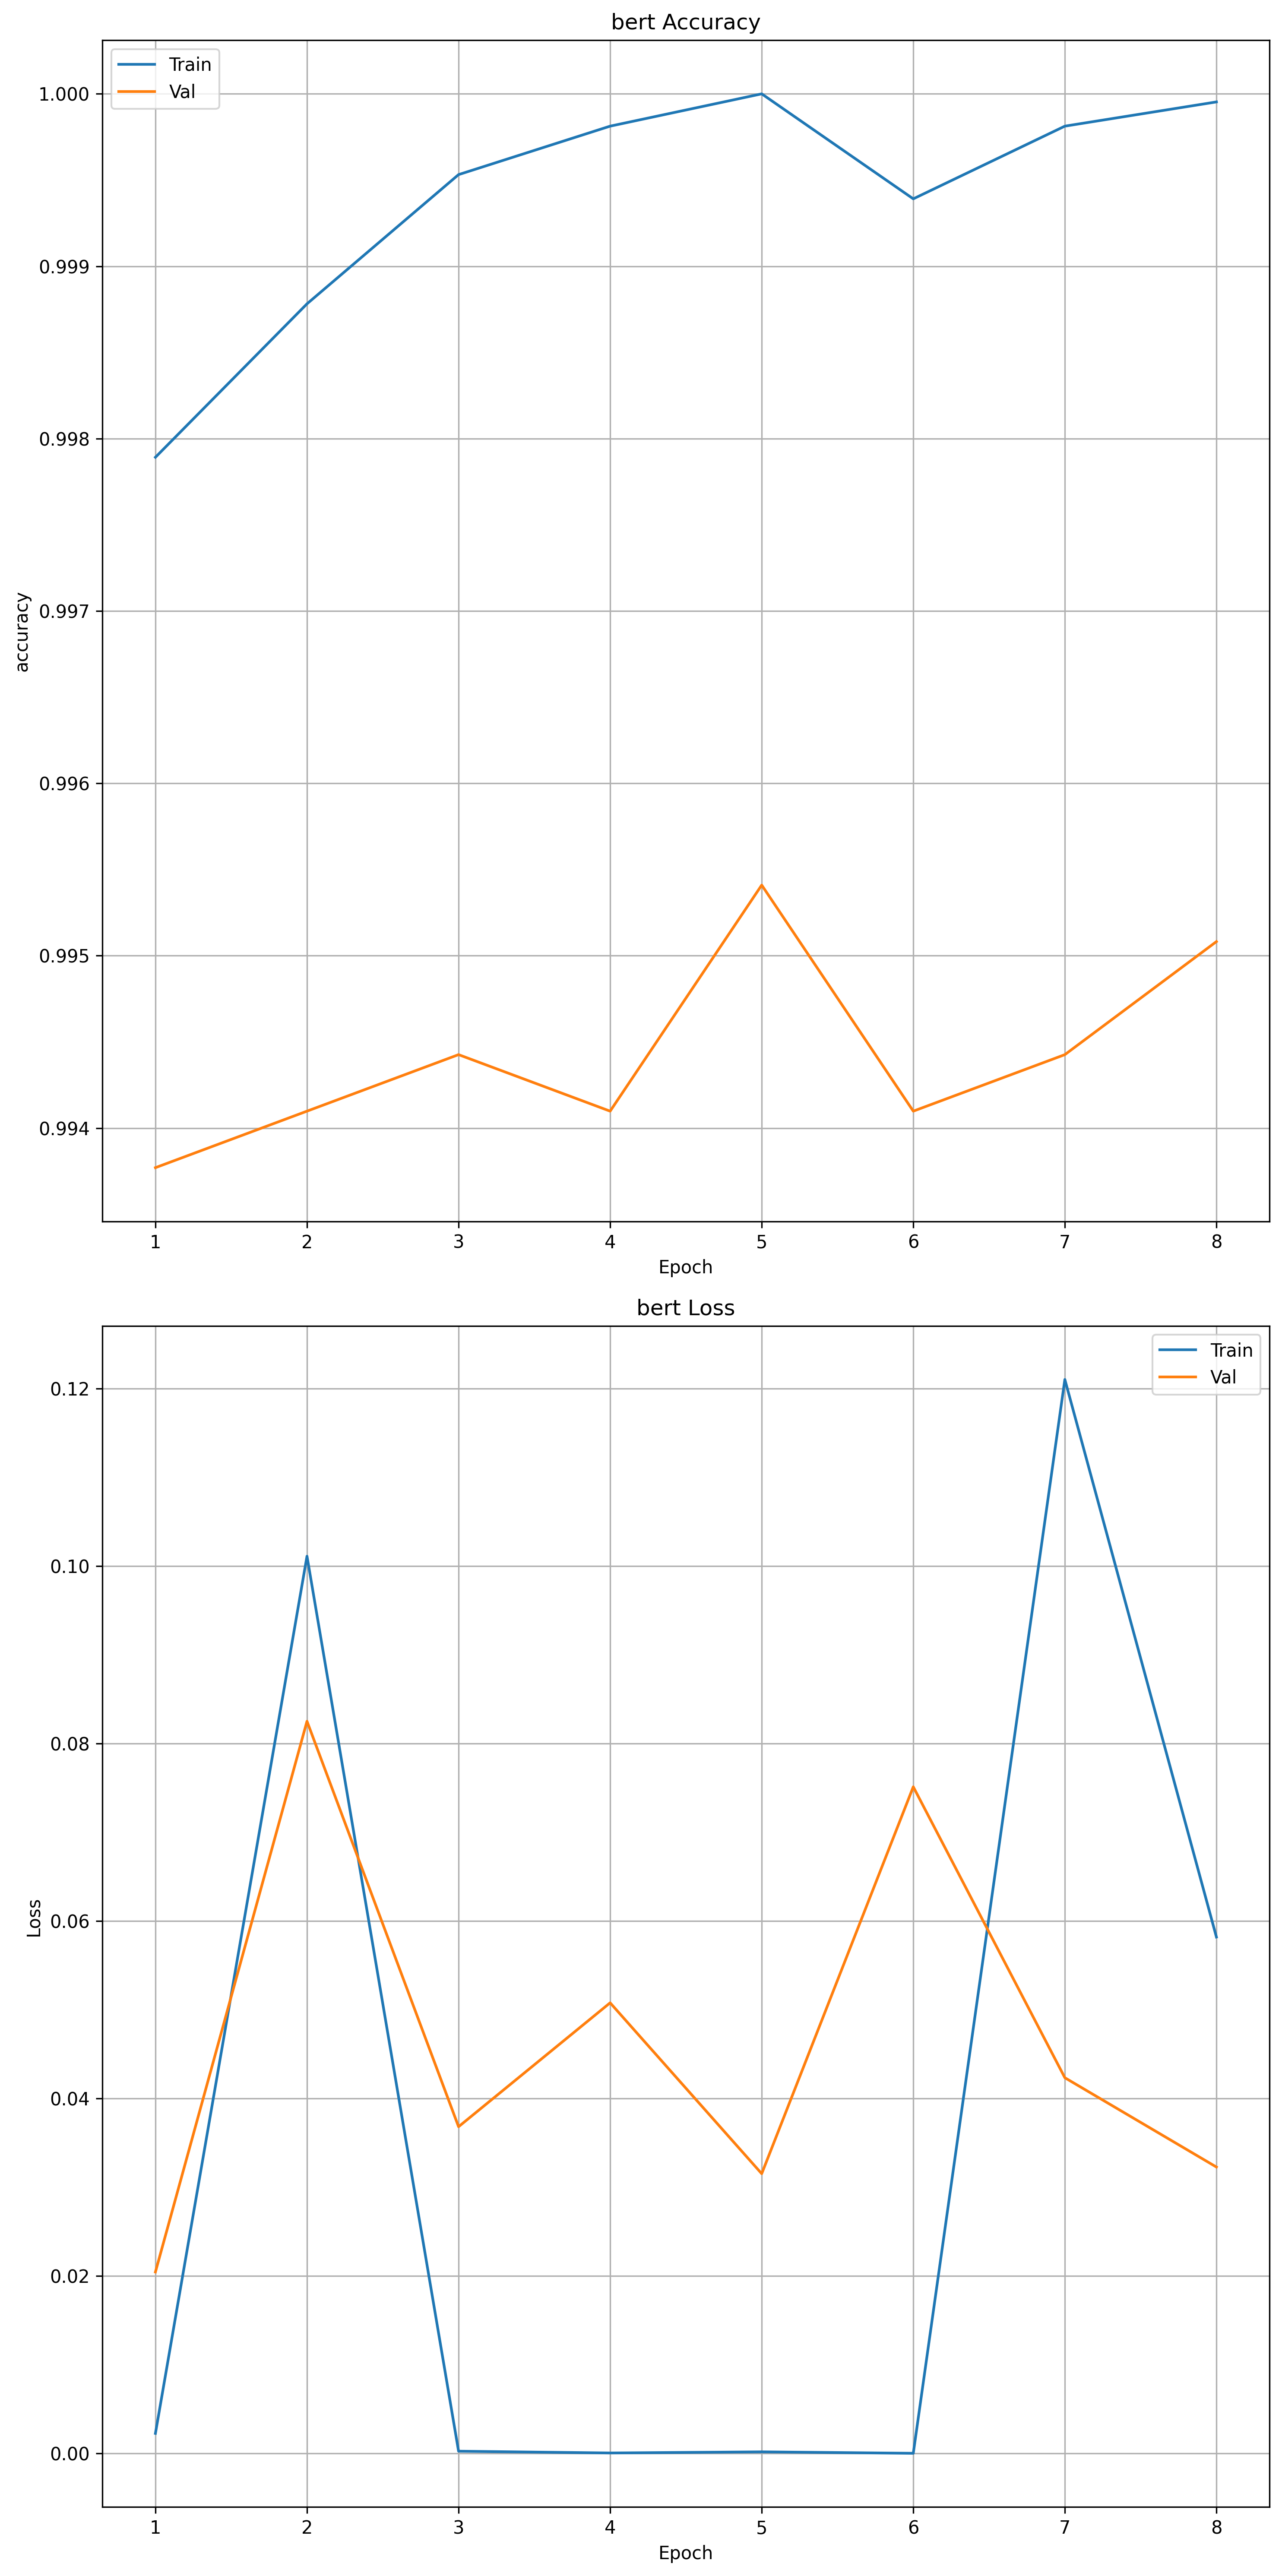 bert Accuracy
Train
Val
1.000
0.999
0.998
0.997
0.996
0.995
0.994
accuracy
1 2 3 4 5 6 7 8
Epoch
bert Loss
Train
Val
0.12
0.10
0.08
0.06
0.04
0.02
0.00
Loss
1 2 3 4 5 6 7 8
Epoch